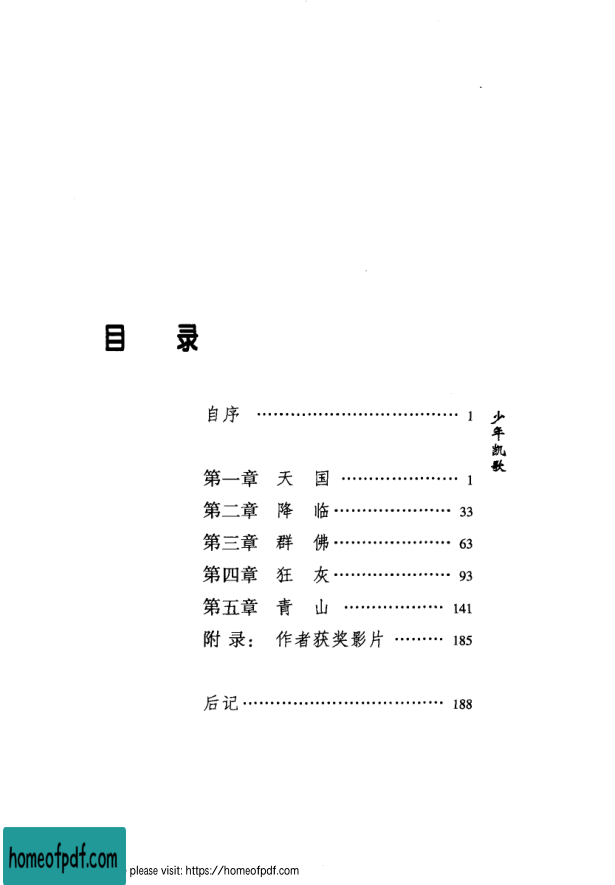 目 录
自序 ………………………………… 1
第一章 天 国 ………………… 1
第二章 降 临 ………………… 33
第三章 群 佛 ………………… 63
第四章 狂 灰 ………………… 93
第五章 青 山 ……………… 141
附 录： 作者获奖影片 ……… 185
后记 ……………………………… 188
少年凯歌
homeofpdf.com
please visit: https://homeofpdf.com